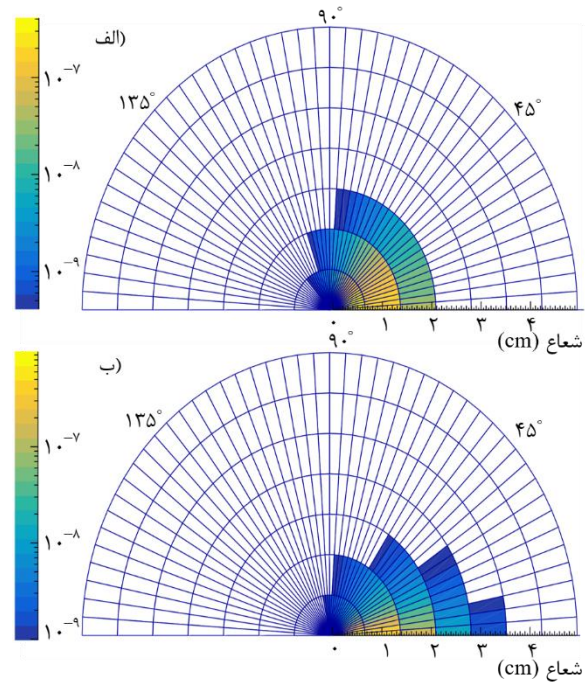 الف)
۹۰°
۱۳۵°
۴۵°
۱۰⁻⁷
۱۰⁻⁸
۱۰⁻⁹
۰ ۱ ۲ ۳ ۴
شعاع (cm)
ب)
۹۰°
۱۳۵°
۴۵°
۱۰⁻⁷
۱۰⁻⁸
۱۰⁻⁹
۰ ۱ ۲ ۳ ۴
شعاع (cm)